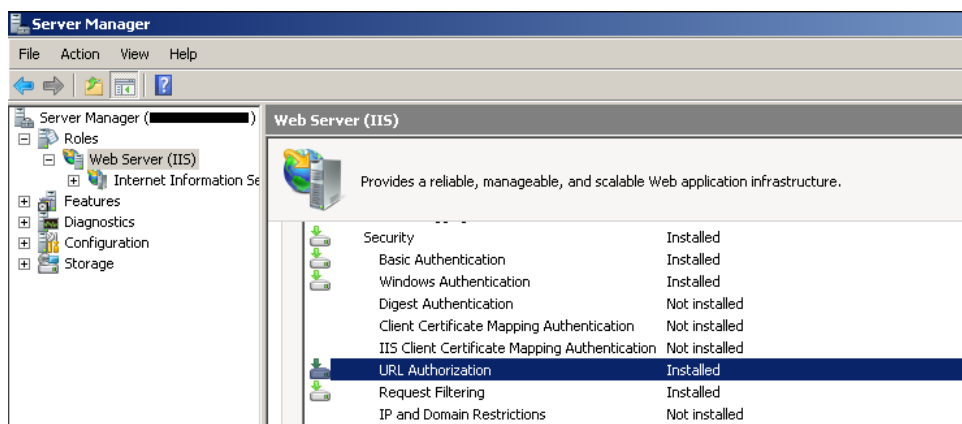 Server Manager
File Action View Help
Server Manager ( )
Roles
Web Server (IIS)
Internet Information Se
Features
Diagnostics
Configuration
Storage
Web Server (IIS)
Provides a reliable, manageable, and scalable Web application infrastructure.
Security Installed
Basic Authentication Installed
Windows Authentication Installed
Digest Authentication Not installed
Client Certificate Mapping Authentication Not installed
IIS Client Certificate Mapping Authentication Not installed
URL Authorization Installed
Request Filtering Installed
IP and Domain Restrictions Not installed